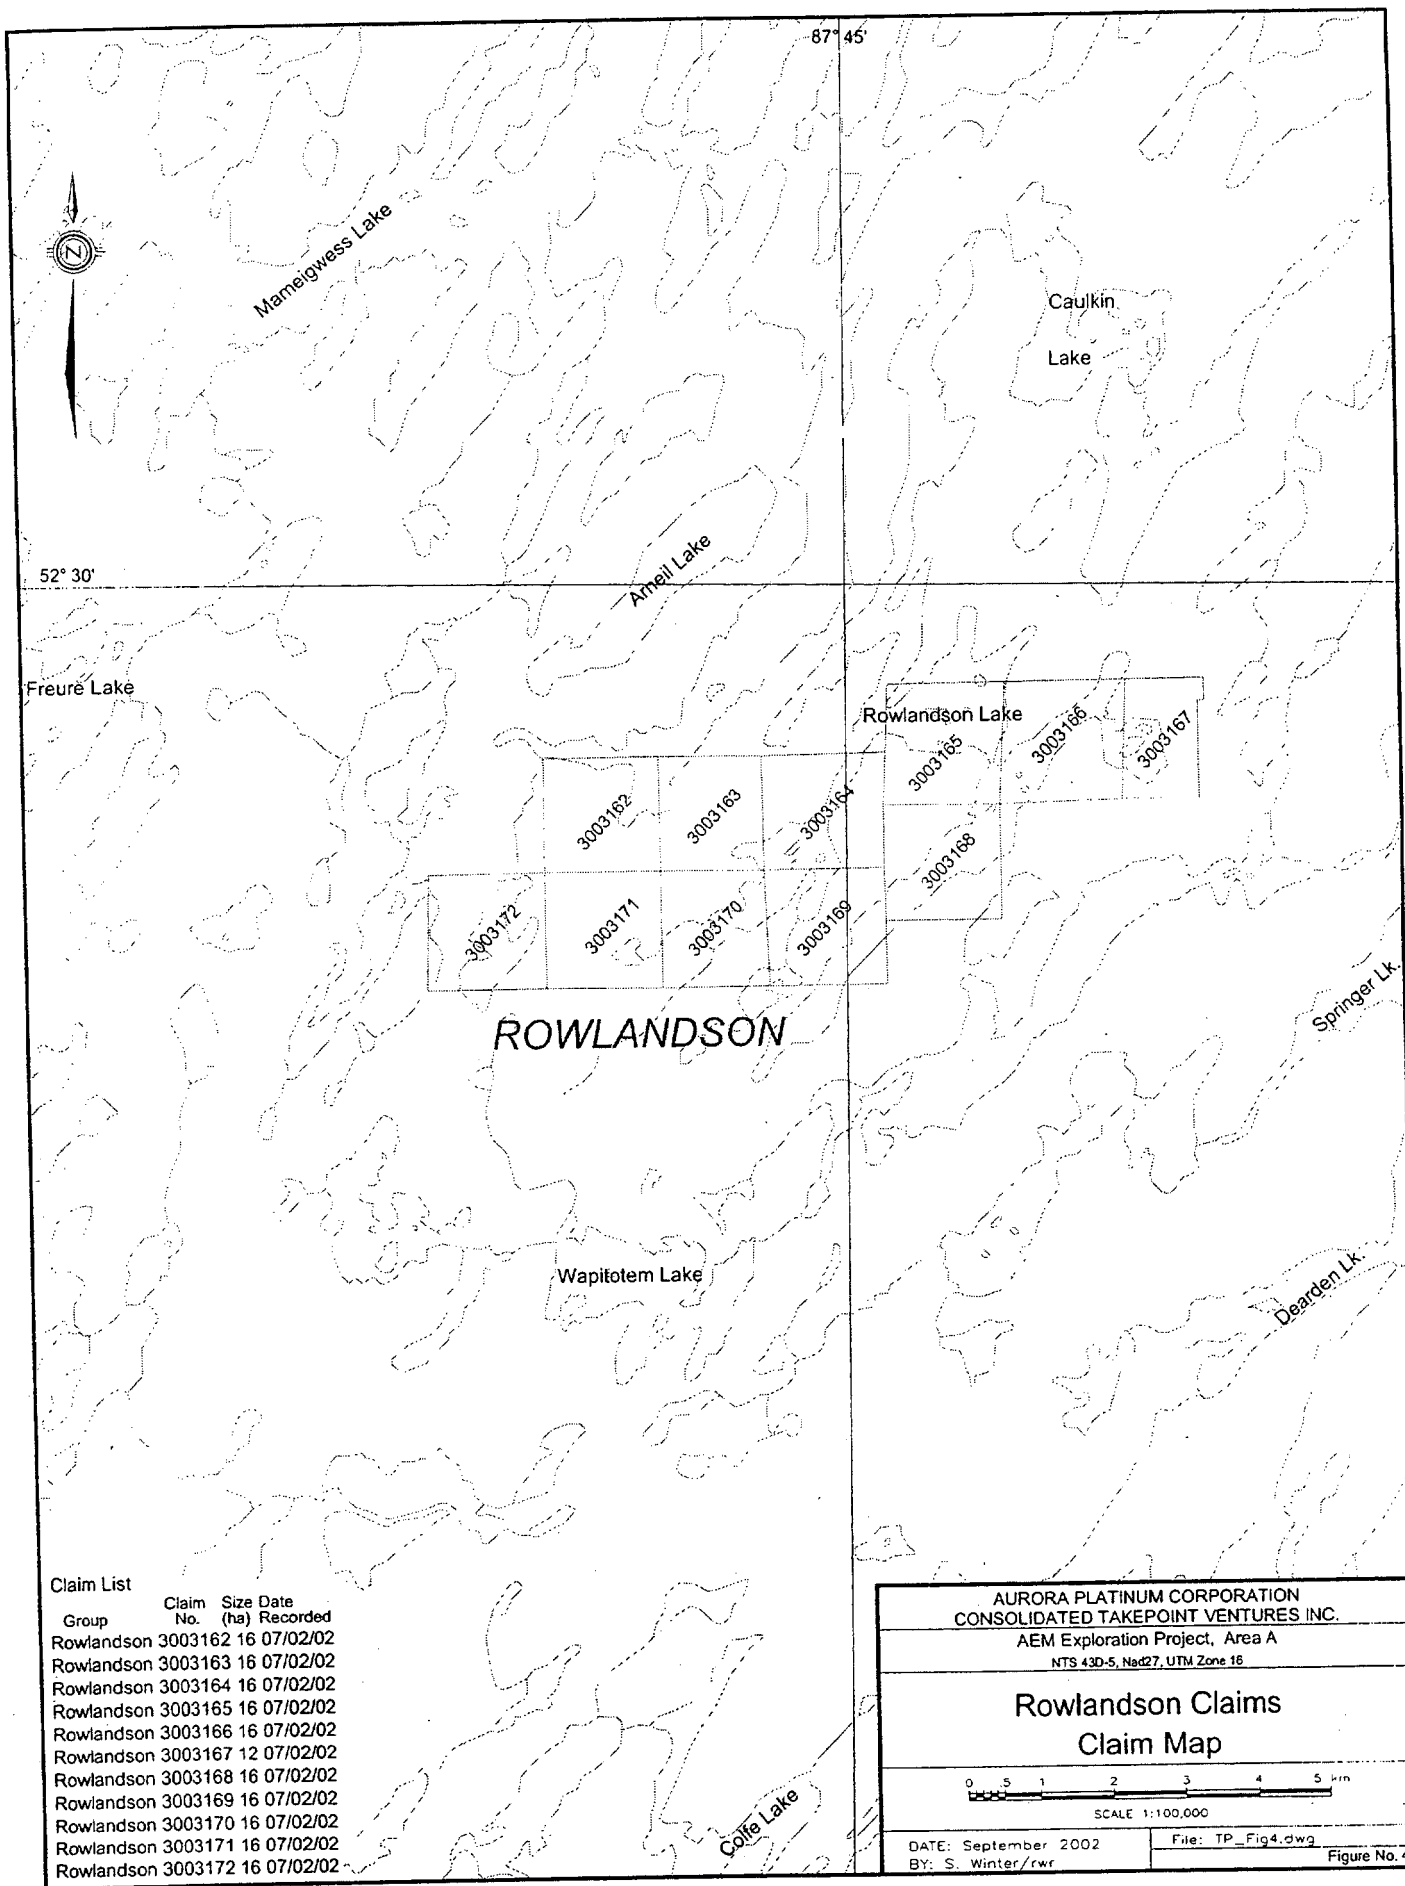 87° 45'
N
Mameigwess Lake
Caulkin
Lake
52° 30'
Arneil Lake
Freure Lake
Rowlandson Lake
3003165
3003166
3003167
3003162
3003163
3003164
3003168
3003172
3003171
3003170
3003169
ROWLANDSON
Springer Lk.
Wapitotem Lake
Dearden Lk.
Colfe Lake
Claim List
Group Claim No. Size (ha) Date Recorded
Rowlandson 3003162 16 07/02/02
Rowlandson 3003163 16 07/02/02
Rowlandson 3003164 16 07/02/02
Rowlandson 3003165 16 07/02/02
Rowlandson 3003166 16 07/02/02
Rowlandson 3003167 12 07/02/02
Rowlandson 3003168 16 07/02/02
Rowlandson 3003169 16 07/02/02
Rowlandson 3003170 16 07/02/02
Rowlandson 3003171 16 07/02/02
Rowlandson 3003172 16 07/02/02
AURORA PLATINUM CORPORATION
CONSOLIDATED TAKEPOINT VENTURES INC.
AEM Exploration Project, Area A
NTS 43D-5, Nad27, UTM Zone 16
Rowlandson Claims
Claim Map
0 .5 1 2 3 4 5 km
SCALE 1:100,000
DATE: September 2002
BY: S. Winter/rwr
File: TP_Fig4.dwg
Figure No. 4